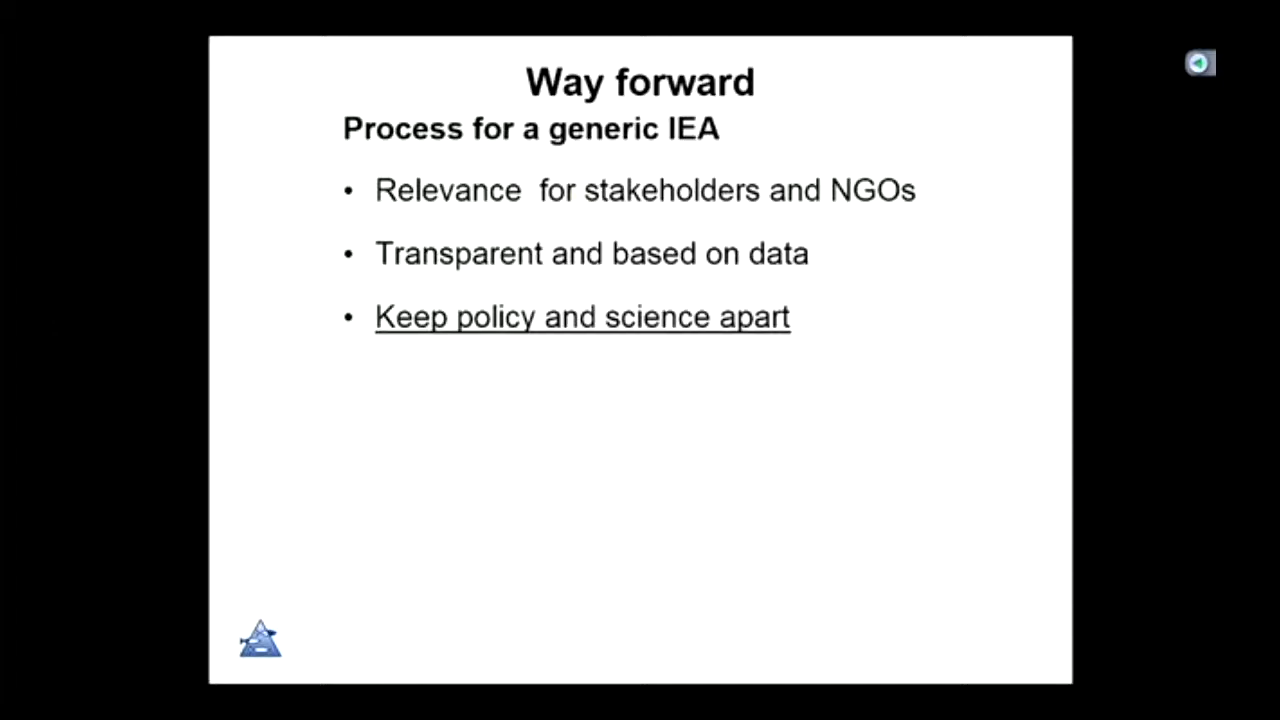 Way forward
Process for a generic IEA
• Relevance  for stakeholders and NGOs
• Transparent and based on data
• Keep policy and science apart